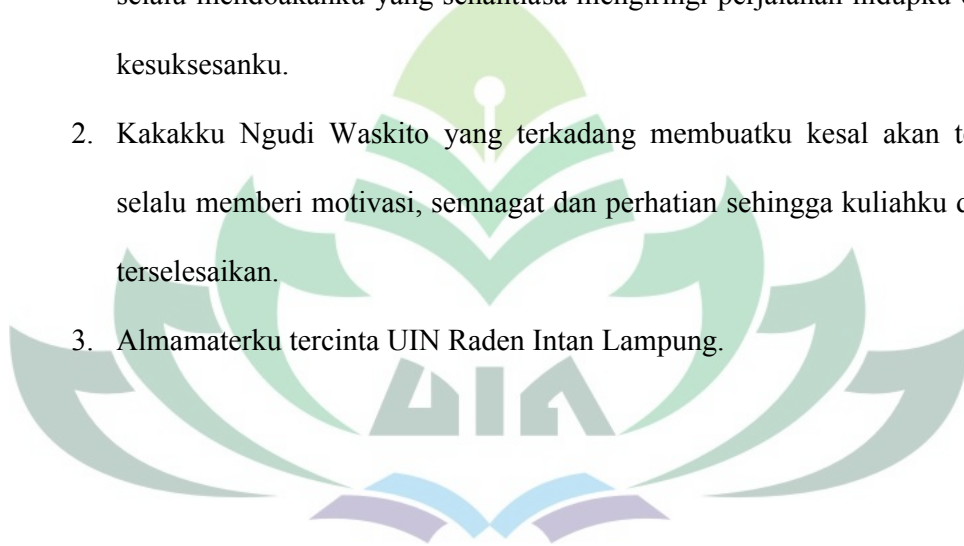 selalu mendoakanku yang senantiasa mengiringi perjalanan hidupku
kesuksesanku.
2. Kakakku Ngudi Waskito yang terkadang membuatku kesal akan
selalu memberi motivasi, semnagat dan perhatian sehingga kuliahku
terselesaikan.
3. Almamaterku tercinta UIN Raden Intan Lampung.
UIN